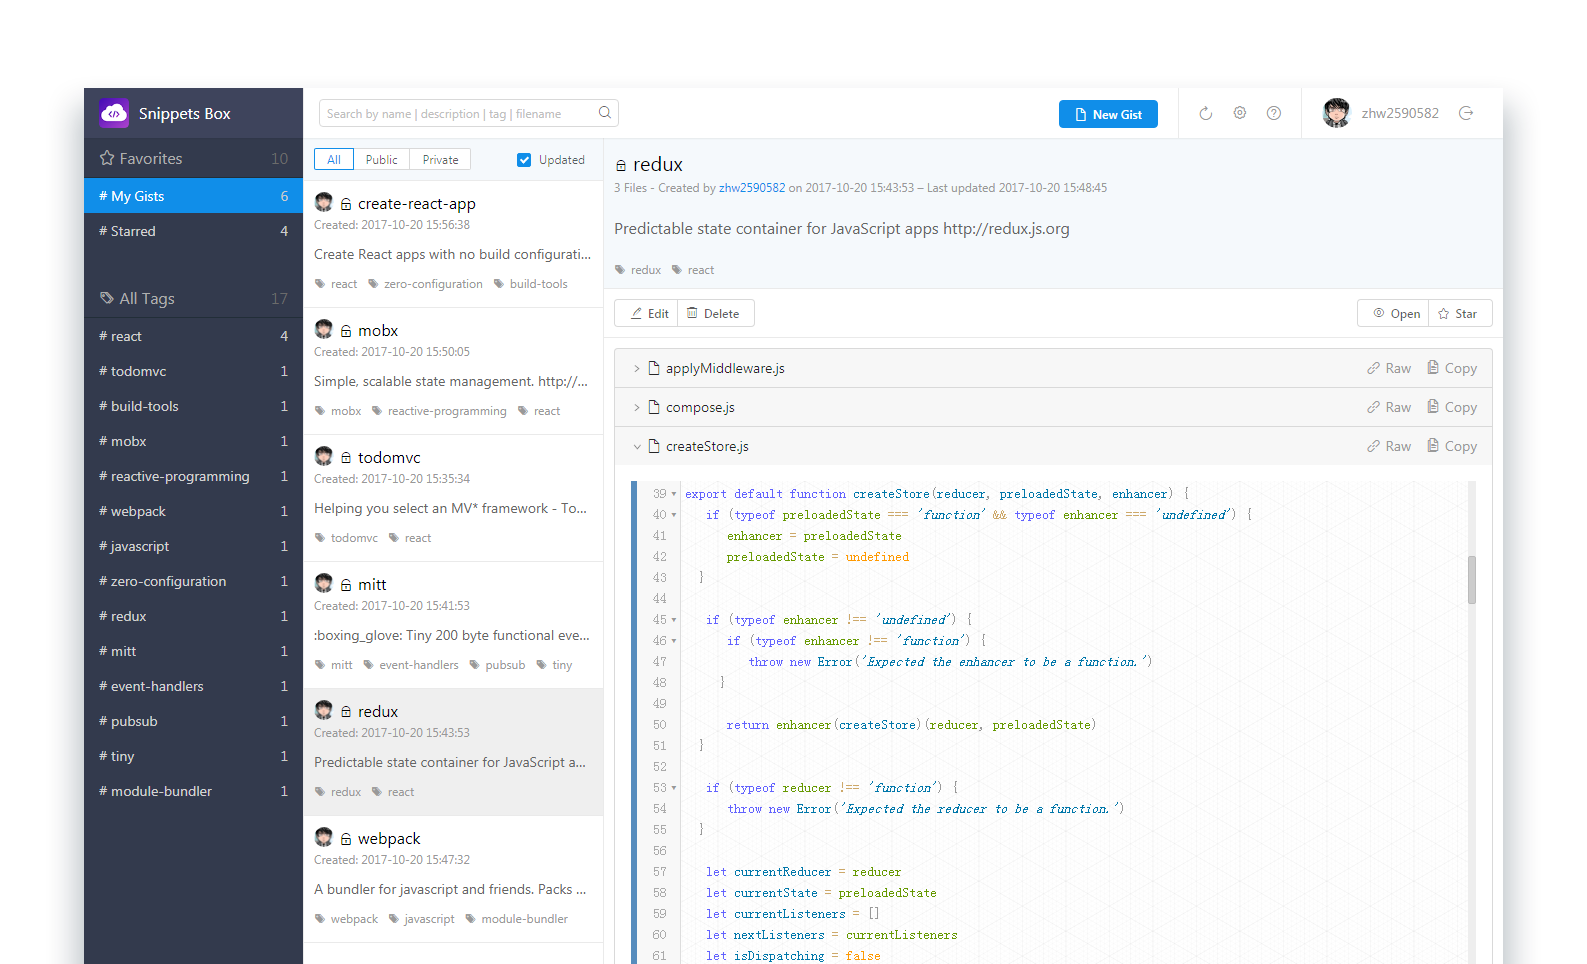 Snippets Box
Favorites 10
# My Gists 6
# Starred 4
All Tags 17
# react 4
# todomvc 1
# build-tools 1
# mobx 1
# reactive-programming 1
# webpack 1
# javascript 1
# zero-configuration 1
# redux 1
# mitt 1
# event-handlers 1
# pubsub 1
# tiny 1
# module-bundler 1
Search by name | description | tag | filename
New Gist
zhw2590582
All Public Private Updated
create-react-app
Created: 2017-10-20 15:56:38
Create React apps with no build configurati...
react zero-configuration build-tools
mobx
Created: 2017-10-20 15:50:05
Simple, scalable state management. http://...
mobx reactive-programming react
todomvc
Created: 2017-10-20 15:35:34
Helping you select an MV* framework - To...
todomvc react
mitt
Created: 2017-10-20 15:41:53
:boxing_glove: Tiny 200 byte functional eve...
mitt event-handlers pubsub tiny
redux
Created: 2017-10-20 15:43:53
Predictable state container for JavaScript a...
redux react
webpack
Created: 2017-10-20 15:47:32
A bundler for javascript and friends. Packs ...
webpack javascript module-bundler
redux
3 Files - Created by zhw2590582 on 2017-10-20 15:43:53 – Last updated 2017-10-20 15:48:45
Predictable state container for JavaScript apps http://redux.js.org
redux react
Edit Delete Open Star
applyMiddleware.js Raw Copy
compose.js Raw Copy
createStore.js Raw Copy
39 export default function createStore(reducer, preloadedState, enhancer) {
40 if (typeof preloadedState === 'function' && typeof enhancer === 'undefined') {
41 enhancer = preloadedState
42 preloadedState = undefined
43 }
44
45 if (typeof enhancer !== 'undefined') {
46 if (typeof enhancer !== 'function') {
47 throw new Error('Expected the enhancer to be a function.')
48 }
49
50 return enhancer(createStore)(reducer, preloadedState)
51 }
52
53 if (typeof reducer !== 'function') {
54 throw new Error('Expected the reducer to be a function.')
55 }
56
57 let currentReducer = reducer
58 let currentState = preloadedState
59 let currentListeners = []
60 let nextListeners = currentListeners
61 let isDispatching = false